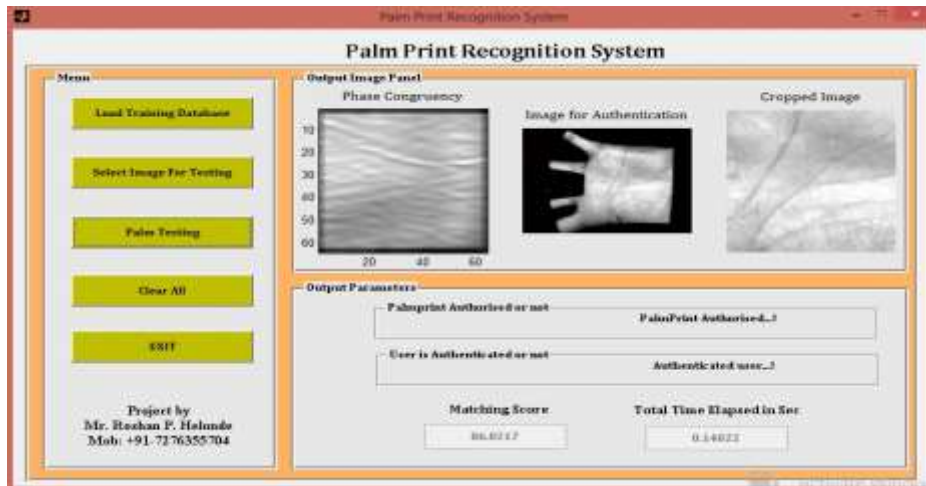 Palm Print Recognition System
Palm Print Recognition System
Menu
Load Training Database
Select Image For Testing
Palm Testing
Clear All
EXIT
Project by
Mr. Roshan P. Helonde
Mob: +91-7276355704
Output Image Panel
Phase Congruency
10
20
30
40
50
60
20
40
60
Image for Authentication
Cropped Image
Output Parameters
Palmprint Authorised or not
PalmPrint Authorised..!
User is Authenticated or not
Authenticated user..!
Matching Score
Total Time Elapsed in Sec